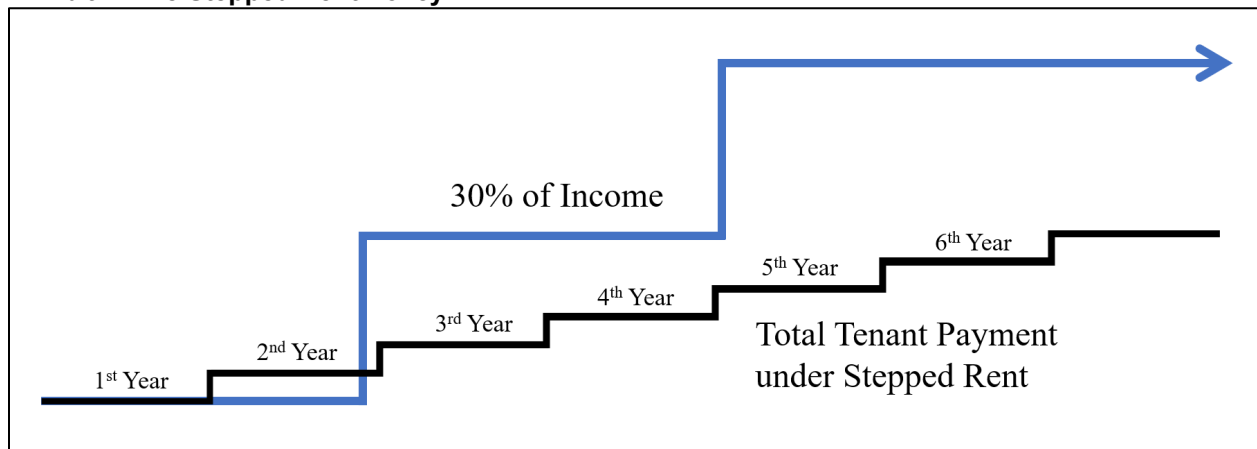 30% of Income
6th Year
5th Year
4th Year
3rd Year
2nd Year
1st Year
Total Tenant Payment
under Stepped Rent